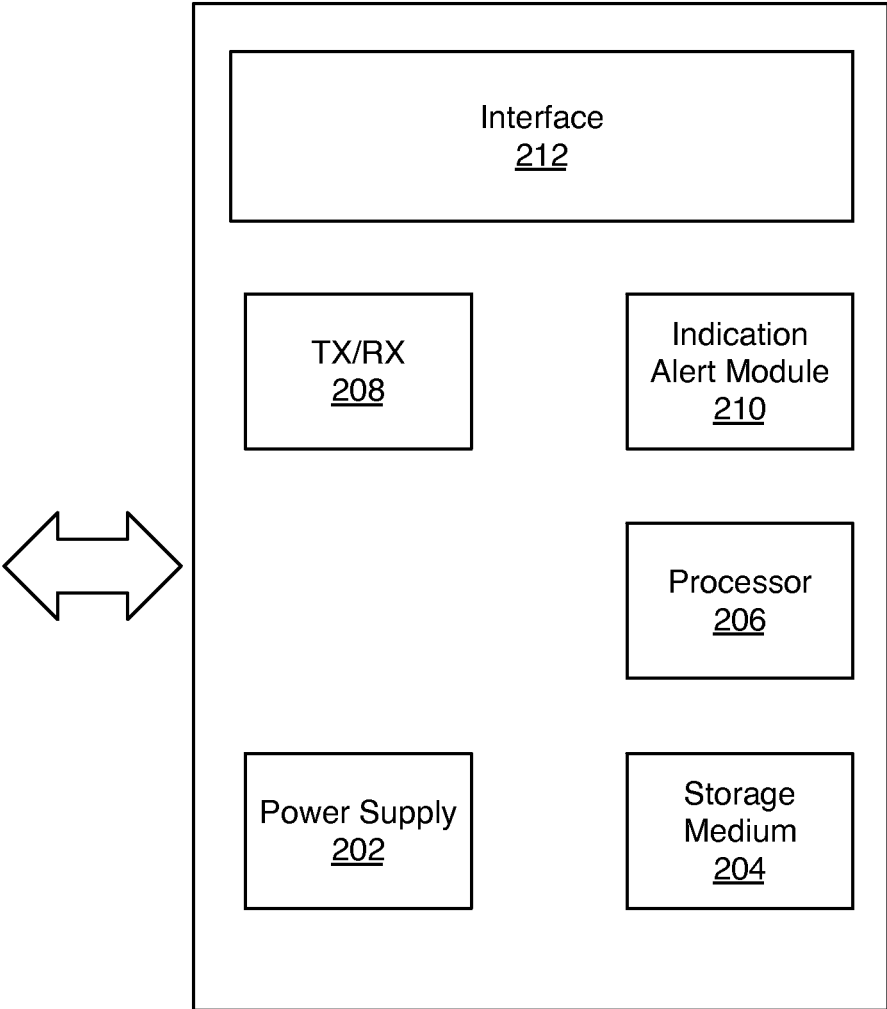 Interface
212
TX/RX
208
Indication
Alert Module
210
Processor
206
Power Supply
202
Storage
Medium
204